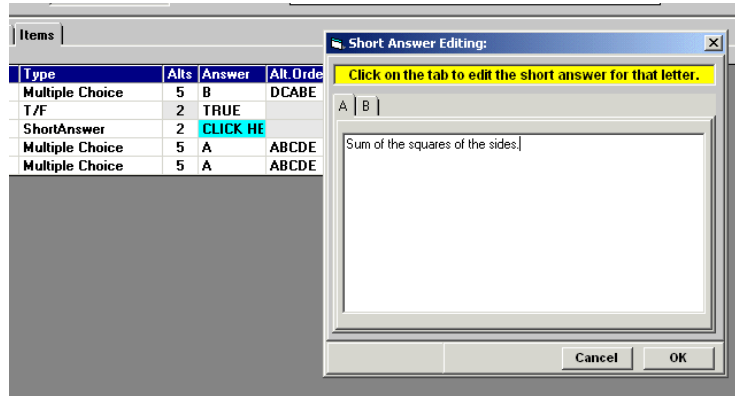 Items
Type Alts Answer Alt.Orde
Multiple Choice 5 B DCABE
T/F 2 TRUE
ShortAnswer 2 CLICK HE
Multiple Choice 5 A ABCDE
Multiple Choice 5 A ABCDE
Short Answer Editing:
Click on the tab to edit the short answer for that letter.
A B
Sum of the squares of the sides.
Cancel OK